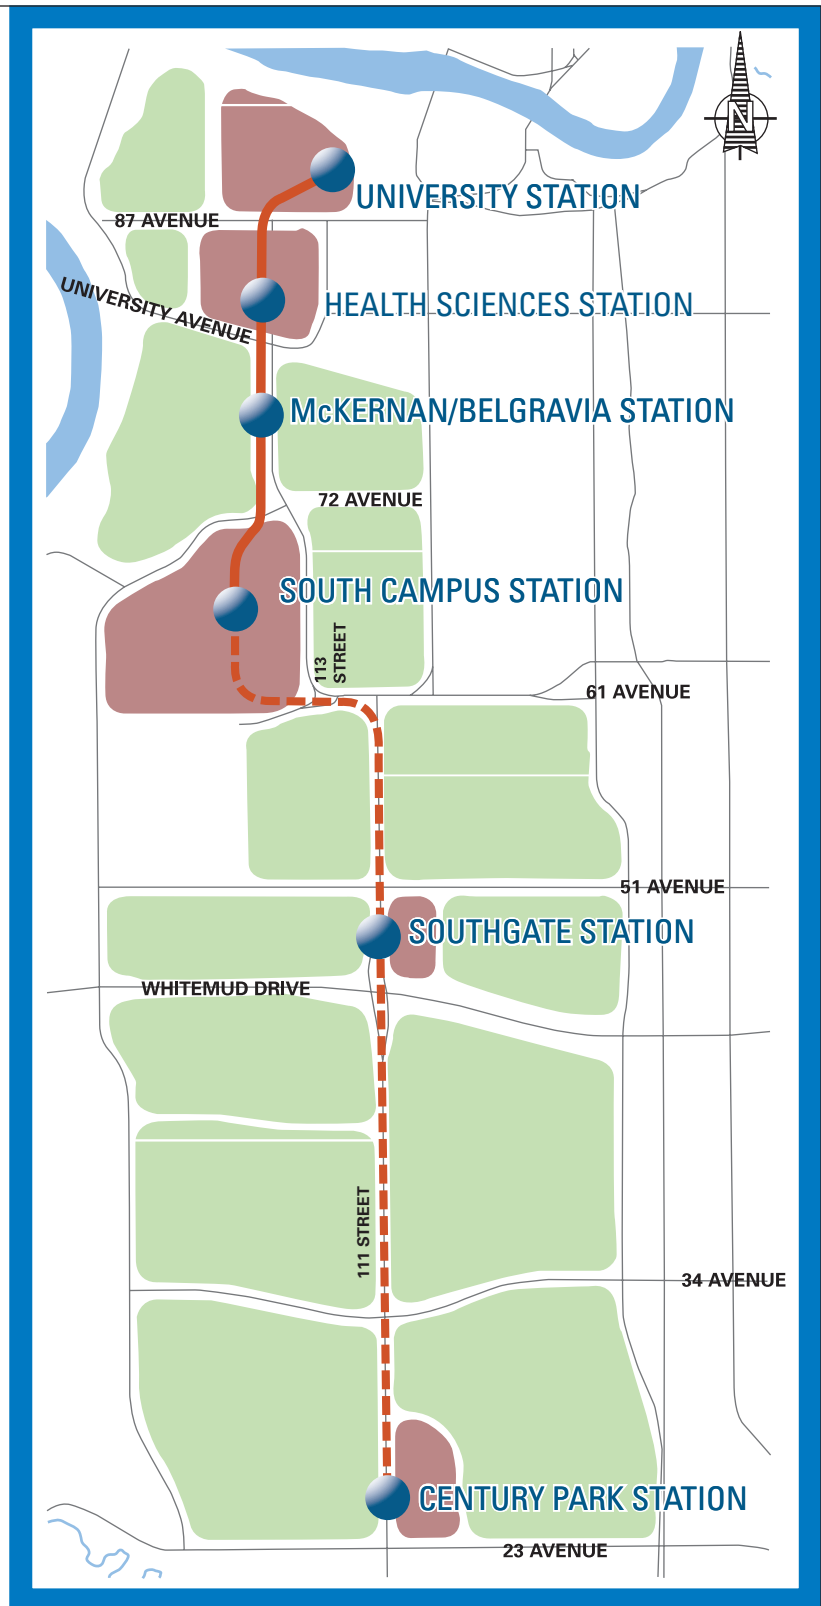 N
UNIVERSITY STATION
87 AVENUE
HEALTH SCIENCES STATION
UNIVERSITY AVENUE
McKERNAN/BELGRAVIA STATION
72 AVENUE
SOUTH CAMPUS STATION
113
STREET
61 AVENUE
51 AVENUE
SOUTHGATE STATION
WHITEMUD DRIVE
111 STREET
34 AVENUE
CENTURY PARK STATION
23 AVENUE